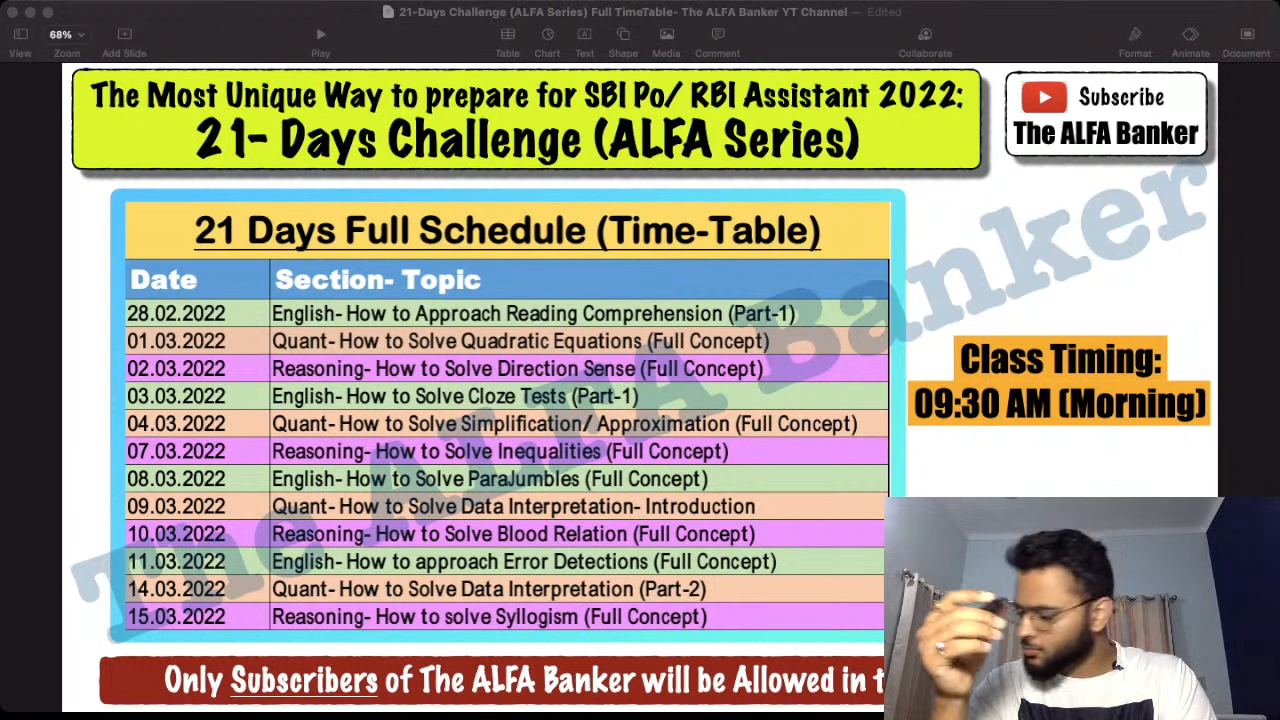 21-Days Challenge (ALFA Series) Full TimeTable- The ALFA Banker YT Channel — Edited
68%
View Zoom Add Slide Play Table Chart Text Shape Media Comment Collaborate Format Animate Document
The Most Unique Way to prepare for SBI Po/ RBI Assistant 2022:
21- Days Challenge (ALFA Series)
Subscribe
The ALFA Banker
21 Days Full Schedule (Time-Table)
Date Section- Topic
28.02.2022 English- How to Approach Reading Comprehension (Part-1)
01.03.2022 Quant- How to Solve Quadratic Equations (Full Concept)
02.03.2022 Reasoning- How to Solve Direction Sense (Full Concept)
03.03.2022 English- How to Solve Cloze Tests (Part-1)
04.03.2022 Quant- How to Solve Simplification/ Approximation (Full Concept)
07.03.2022 Reasoning- How to Solve Inequalities (Full Concept)
08.03.2022 English- How to Solve ParaJumbles (Full Concept)
09.03.2022 Quant- How to Solve Data Interpretation- Introduction
10.03.2022 Reasoning- How to Solve Blood Relation (Full Concept)
11.03.2022 English- How to approach Error Detections (Full Concept)
14.03.2022 Quant- How to Solve Data Interpretation (Part-2)
15.03.2022 Reasoning- How to solve Syllogism (Full Concept)
Class Timing:
09:30 AM (Morning)
The ALFA Banker
Only Subscribers of The ALFA Banker will be Allowed in t